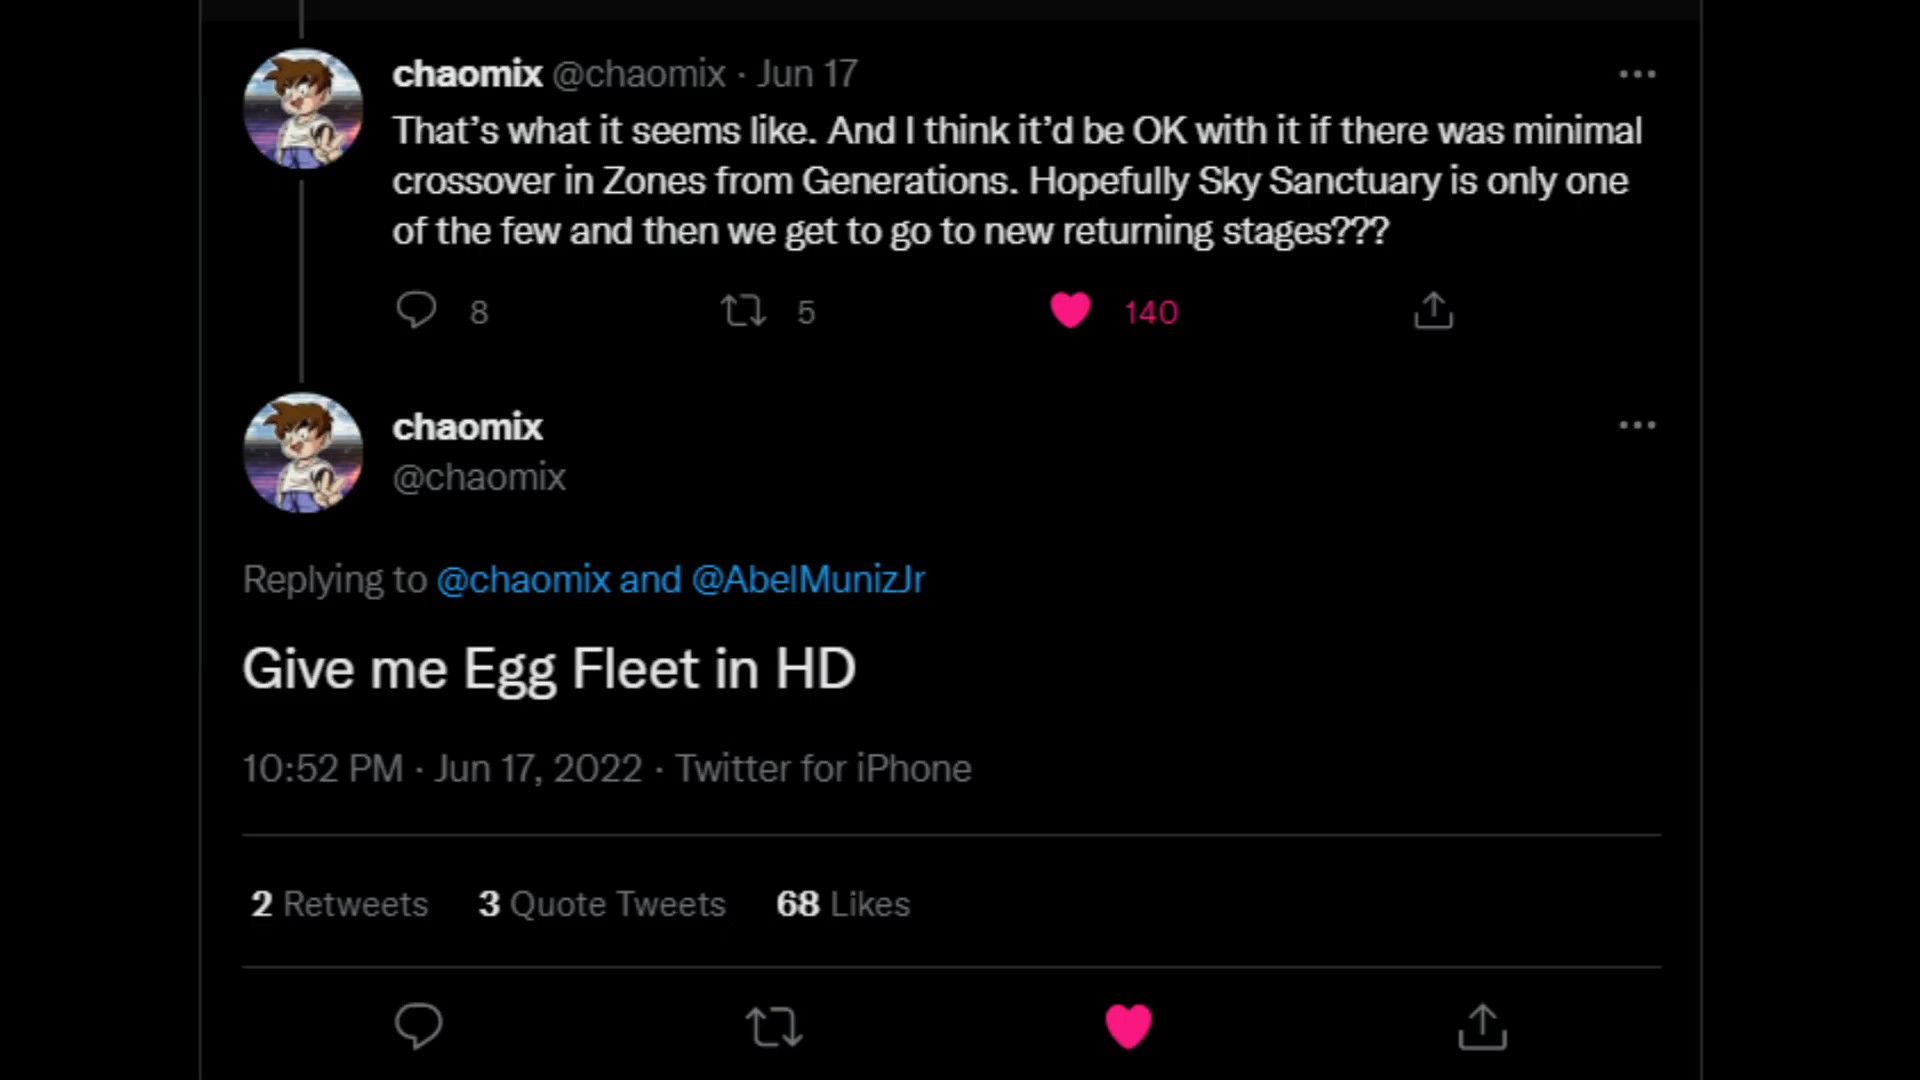 chaomix @chaomix · Jun 17
That’s what it seems like. And I think it’d be OK with it if there was minimal
crossover in Zones from Generations. Hopefully Sky Sanctuary is only one
of the few and then we get to go to new returning stages???
8 5 140
chaomix
@chaomix
Replying to @chaomix and @AbelMunizJr
Give me Egg Fleet in HD
10:52 PM · Jun 17, 2022 · Twitter for iPhone
2 Retweets 3 Quote Tweets 68 Likes